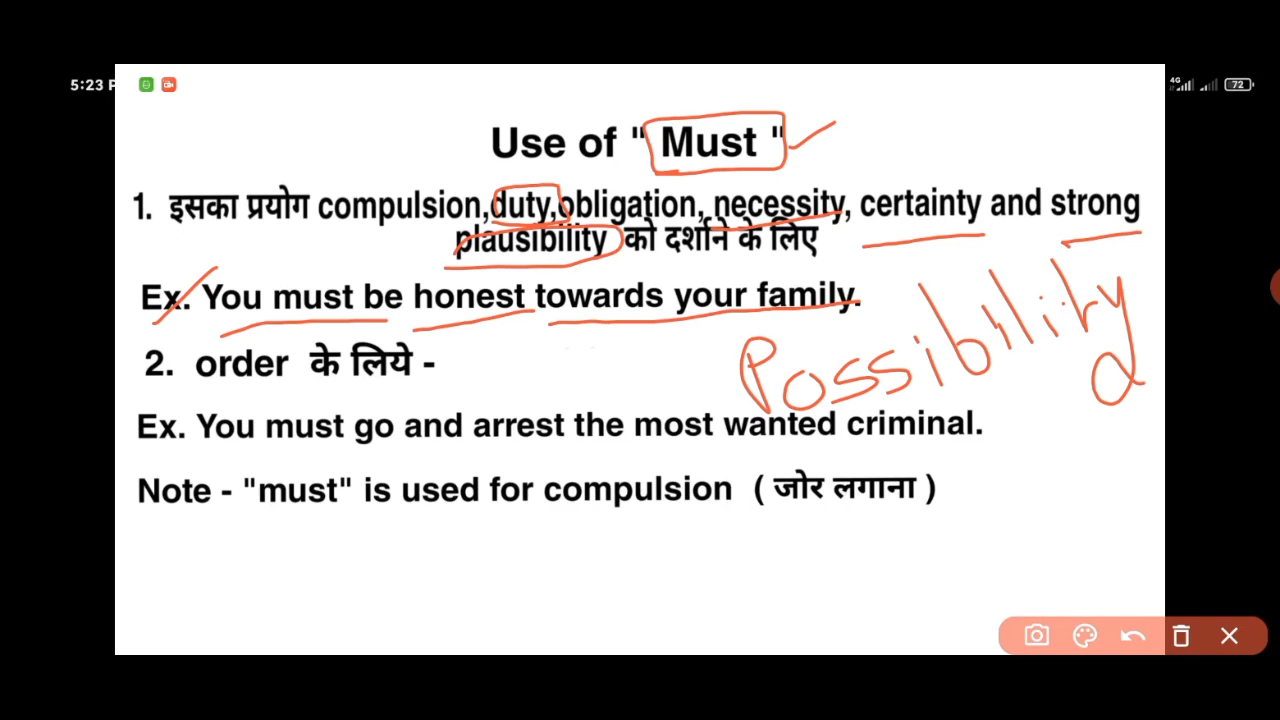 5:23 P
4G
72
Use of " Must "
1. इसका प्रयोग compulsion,duty,obligation, necessity, certainty and strong
plausibility को दर्शाने के लिए
Ex. You must be honest towards your family.
Possibility
2. order के लिये -
Ex. You must go and arrest the most wanted criminal.
Note - "must" is used for compulsion ( जोर लगाना )